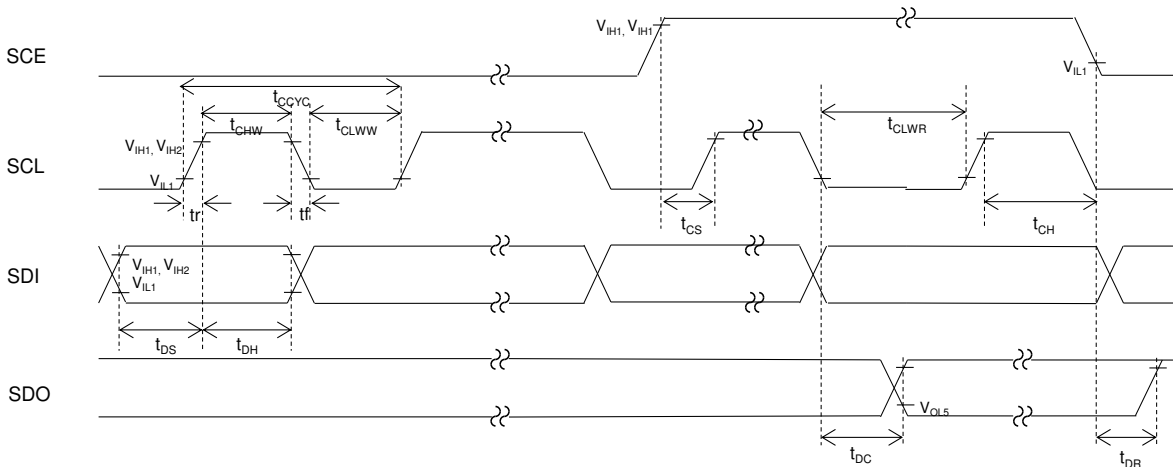 SCE
V_IH1, V_IH1
V_IL1
t_CCYC
t_CHW
t_CLWW
t_CLWR
SCL
V_IH1, V_IH2
V_IL1
tr
tf
t_CS
t_CH
SDI
V_IH1, V_IH2
V_IL1
t_DS
t_DH
SDO
V_OL5
t_DC
t_DR